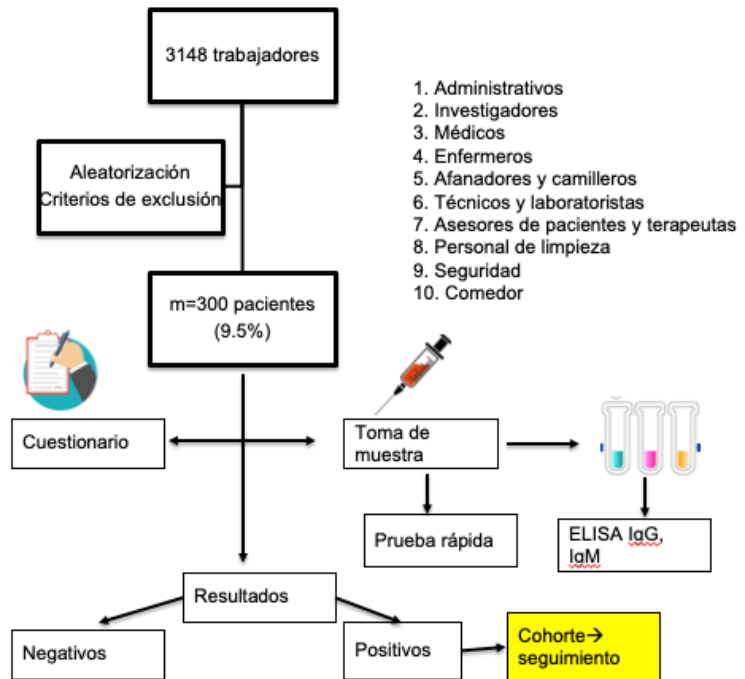 3148 trabajadores
Aleatorización
Criterios de exclusión
1. Administrativos
2. Investigadores
3. Médicos
4. Enfermeros
5. Afanadores y camilleros
6. Técnicos y laboratoristas
7. Asesores de pacientes y terapeutas
8. Personal de limpieza
9. Seguridad
10. Comedor
m=300 pacientes
(9.5%)
Cuestionario
Toma de
muestra
Prueba rápida
ELISA IgG,
IgM
Resultados
Negativos
Positivos
Cohorte→
seguimiento